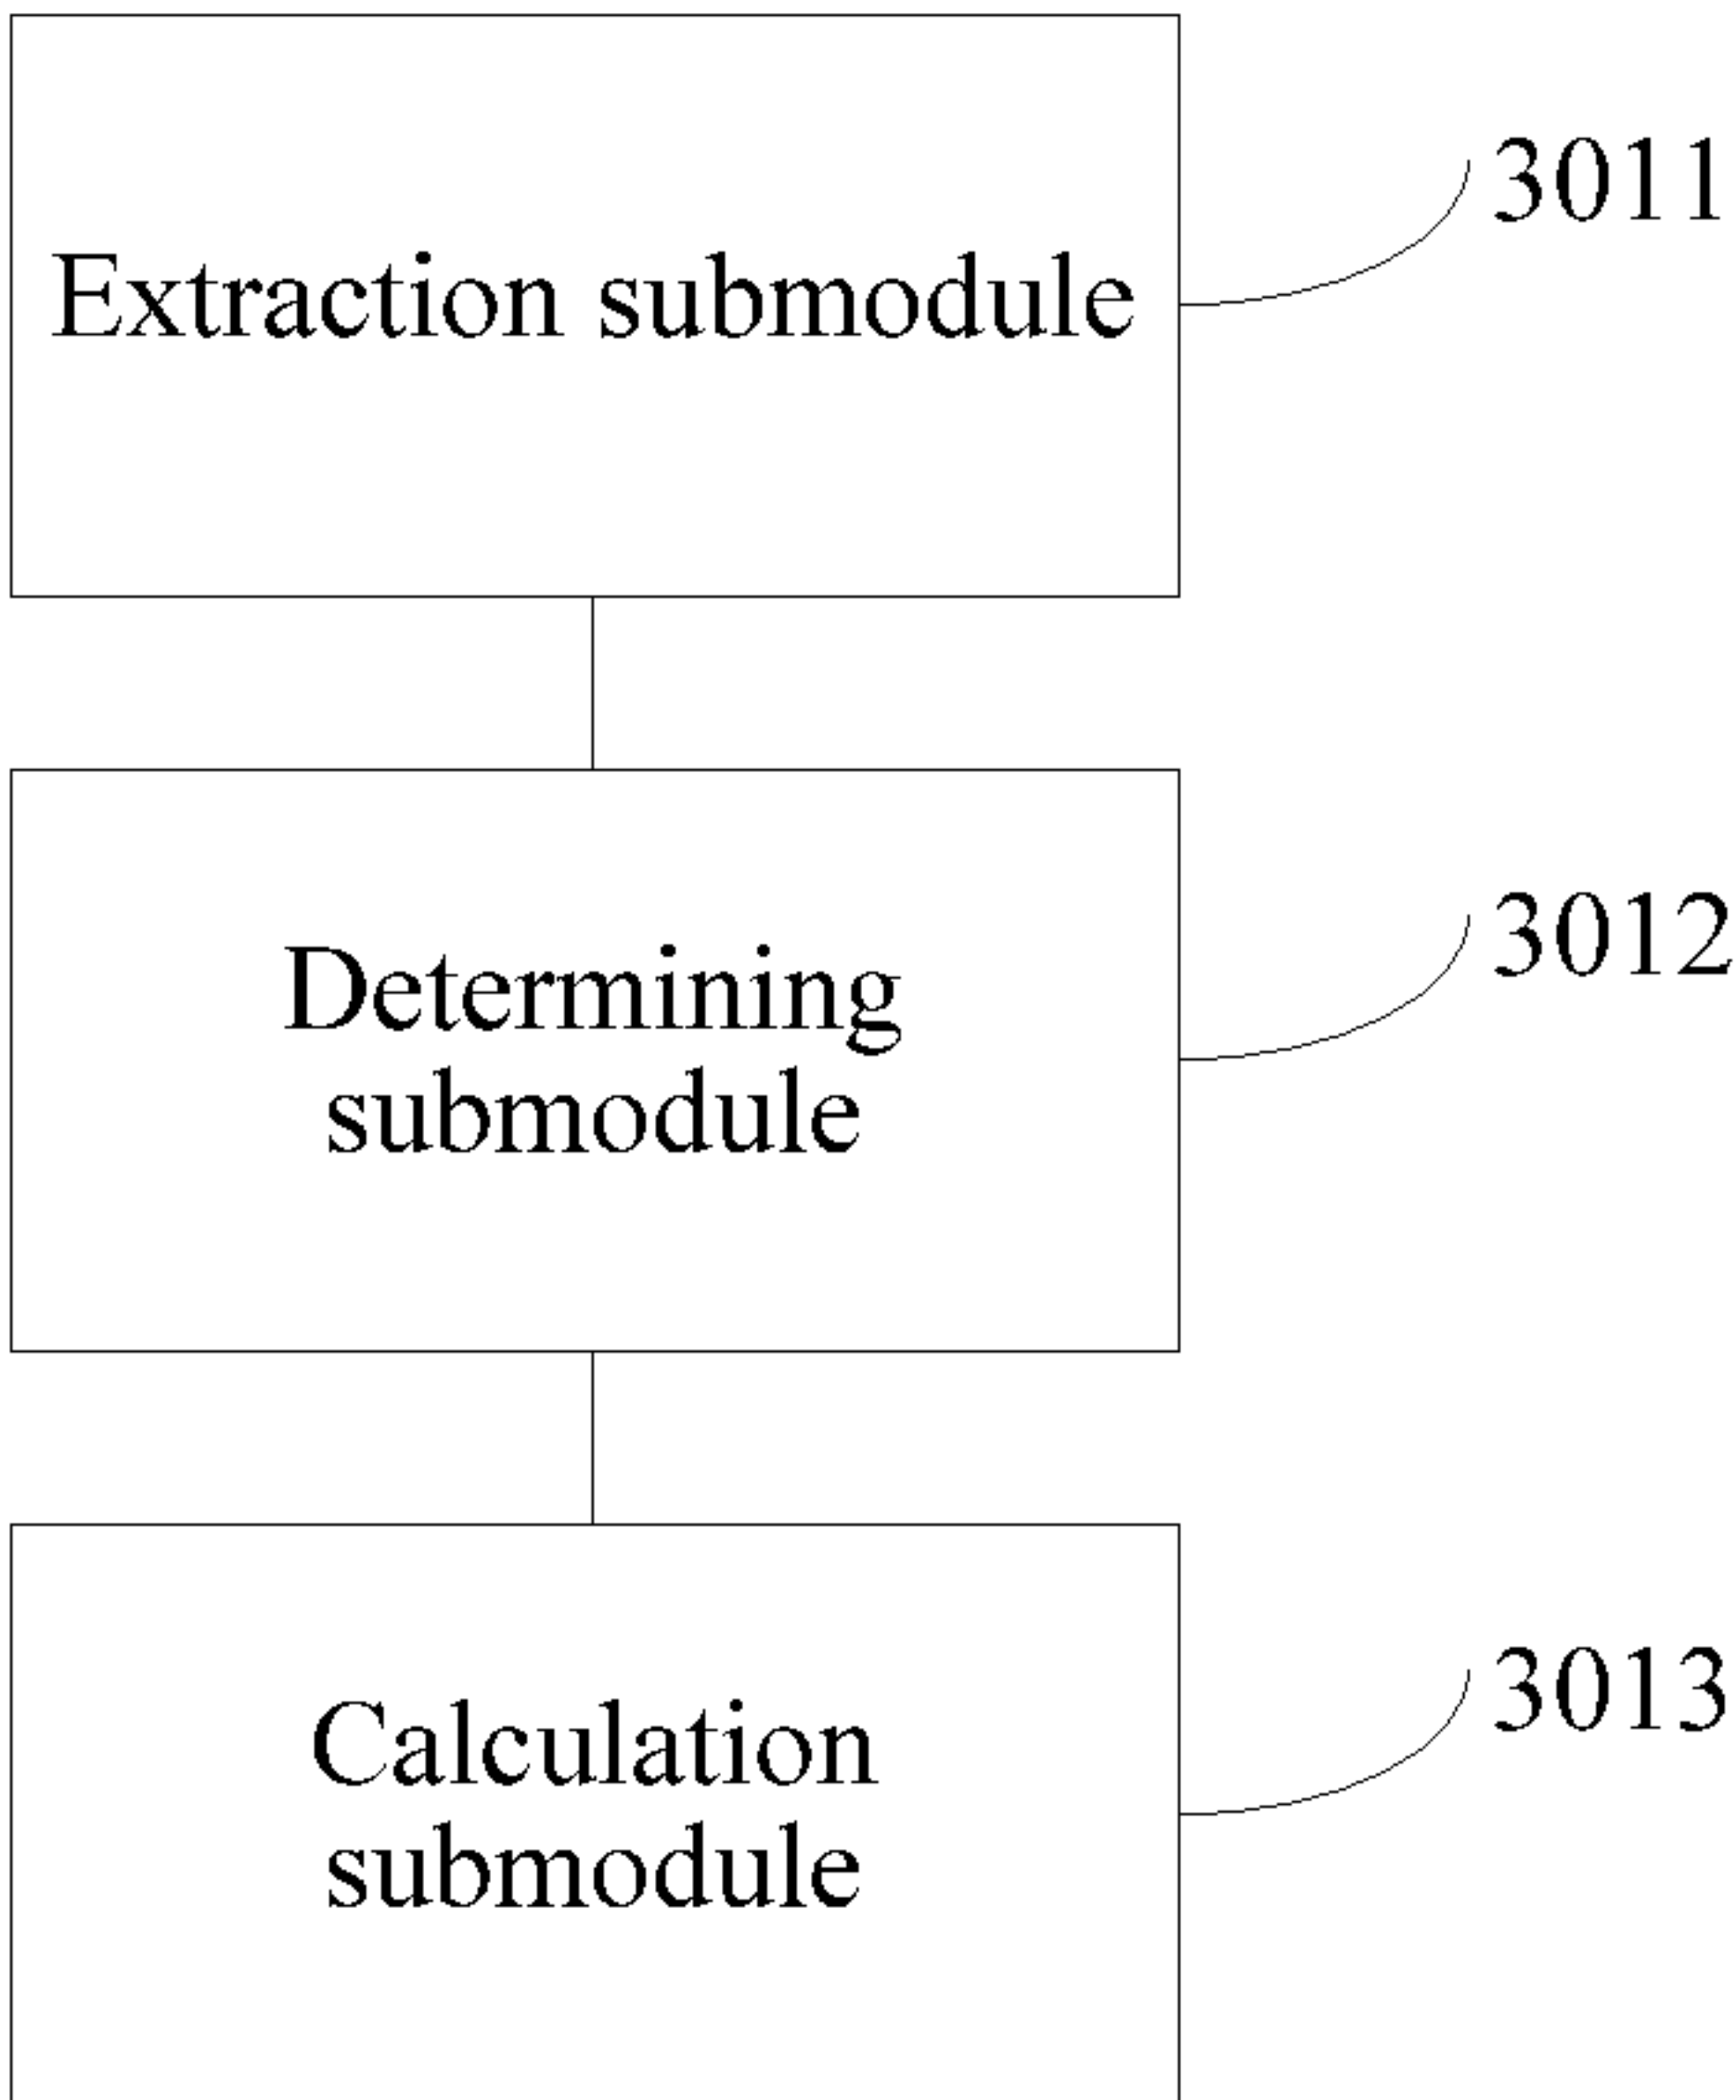 3011
Extraction submodule
3012
Determining
submodule
3013
Calculation
submodule